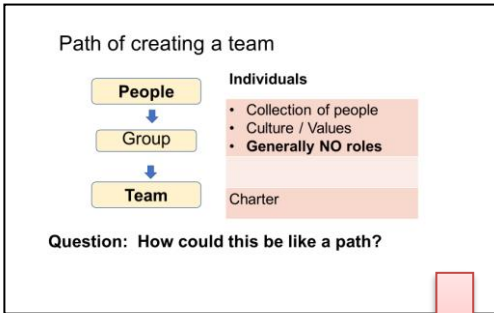 Path of creating a team
People
Individuals
Group
• Collection of people
• Culture / Values
• Generally NO roles
Team
Charter
Question: How could this be like a path?